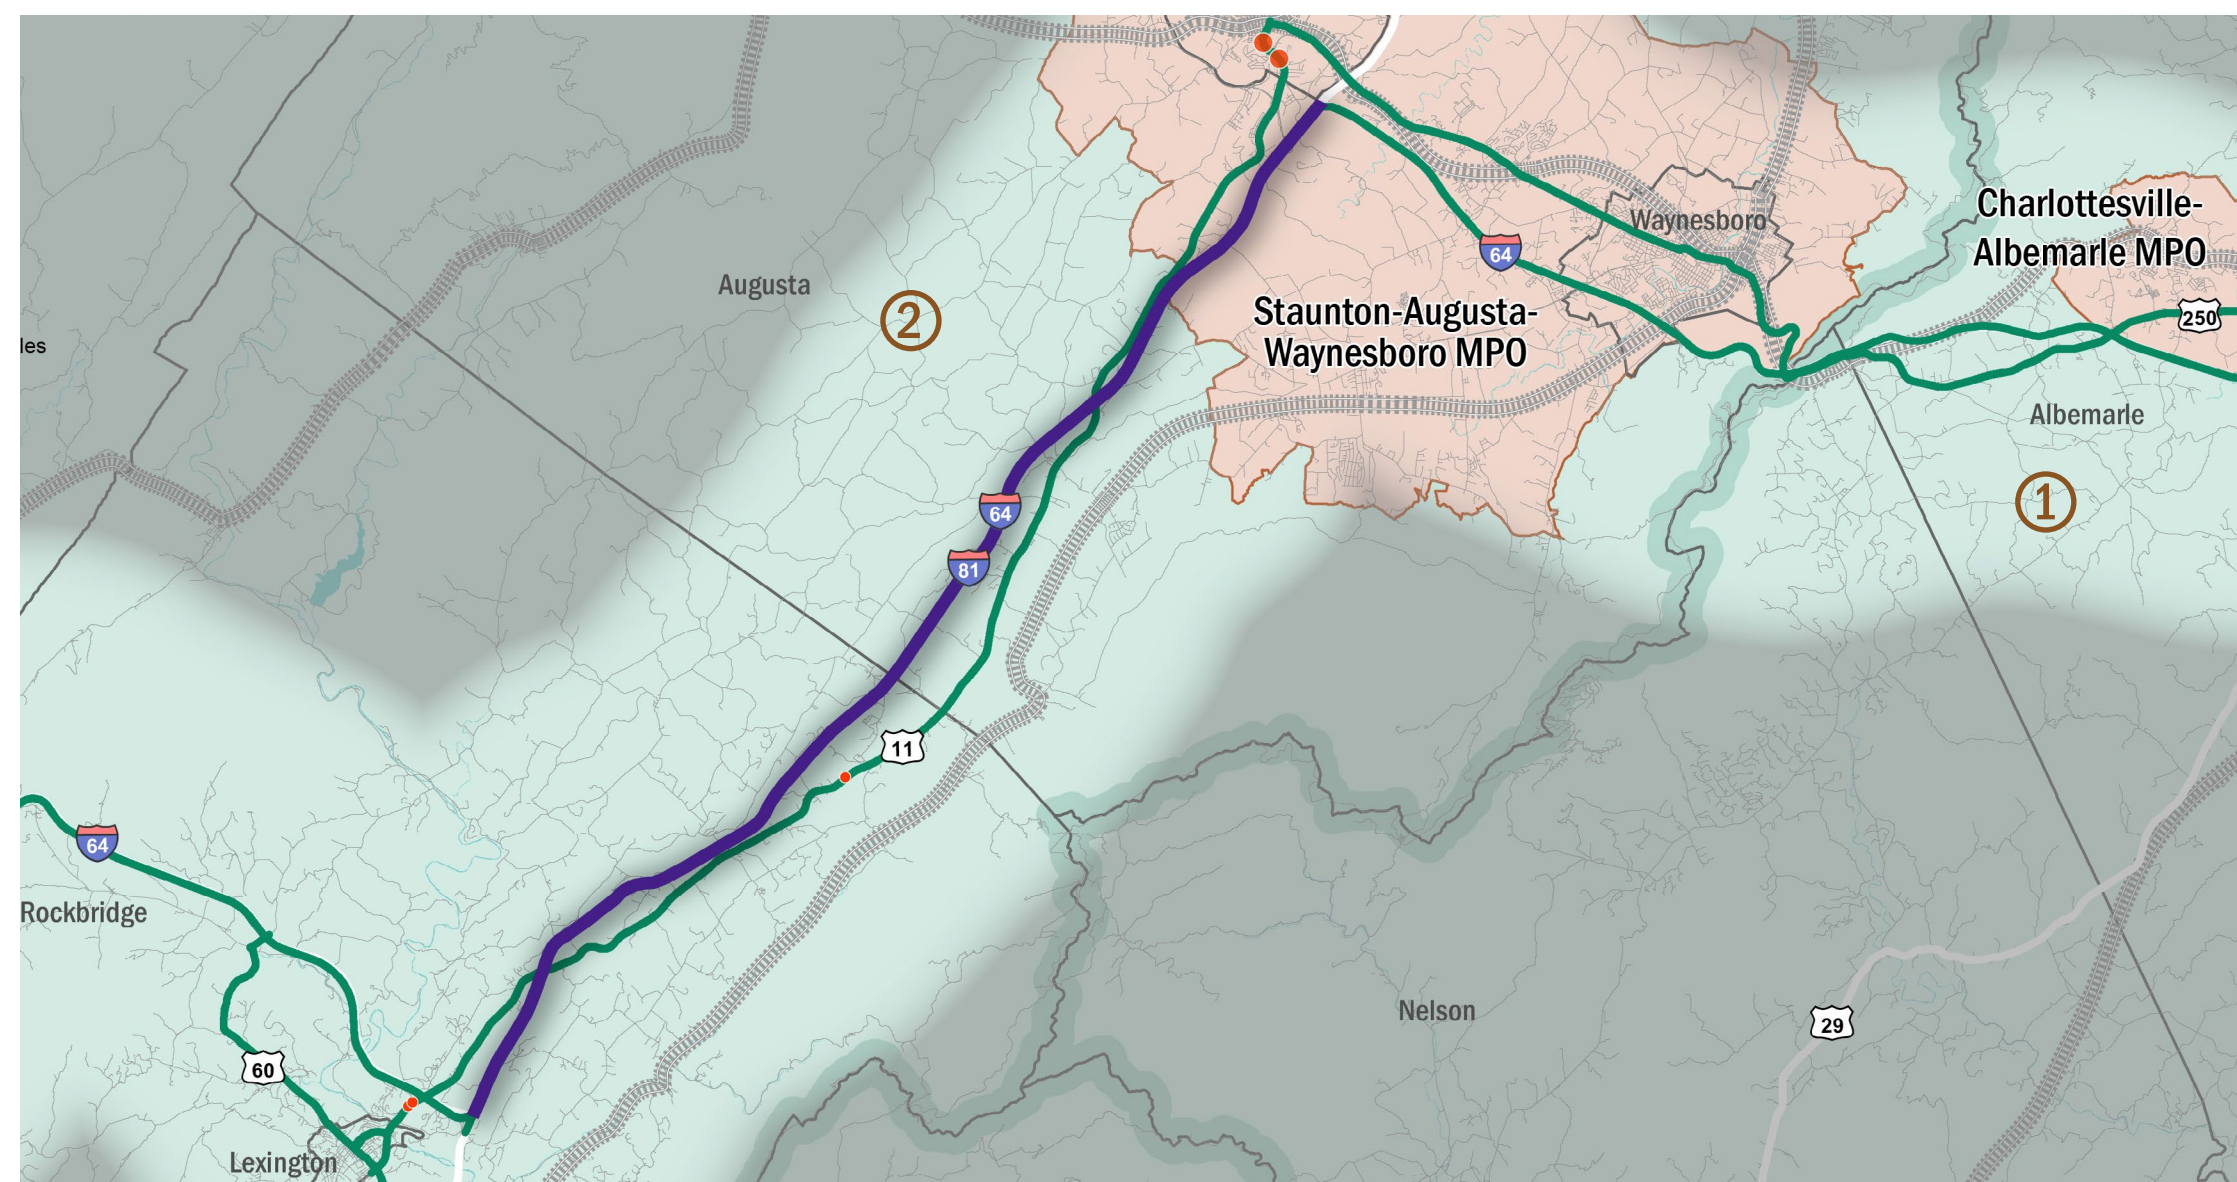 Charlottesville-
Albemarle MPO
Waynesboro
64
Augusta
②
Staunton-Augusta-
Waynesboro MPO
250
les
Albemarle
①
64
81
11
64
Rockbridge
Nelson
29
60
Lexington